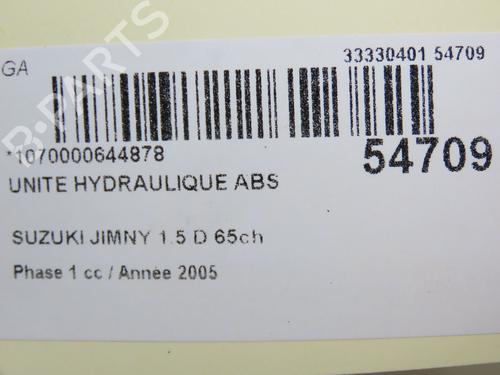 GA
33330401 54709
*1070000644878
54709
UNITE HYDRAULIQUE ABS
SUZUKI JIMNY 1.5 D 65ch
Phase 1 cc / Année 2005
B-PARTS